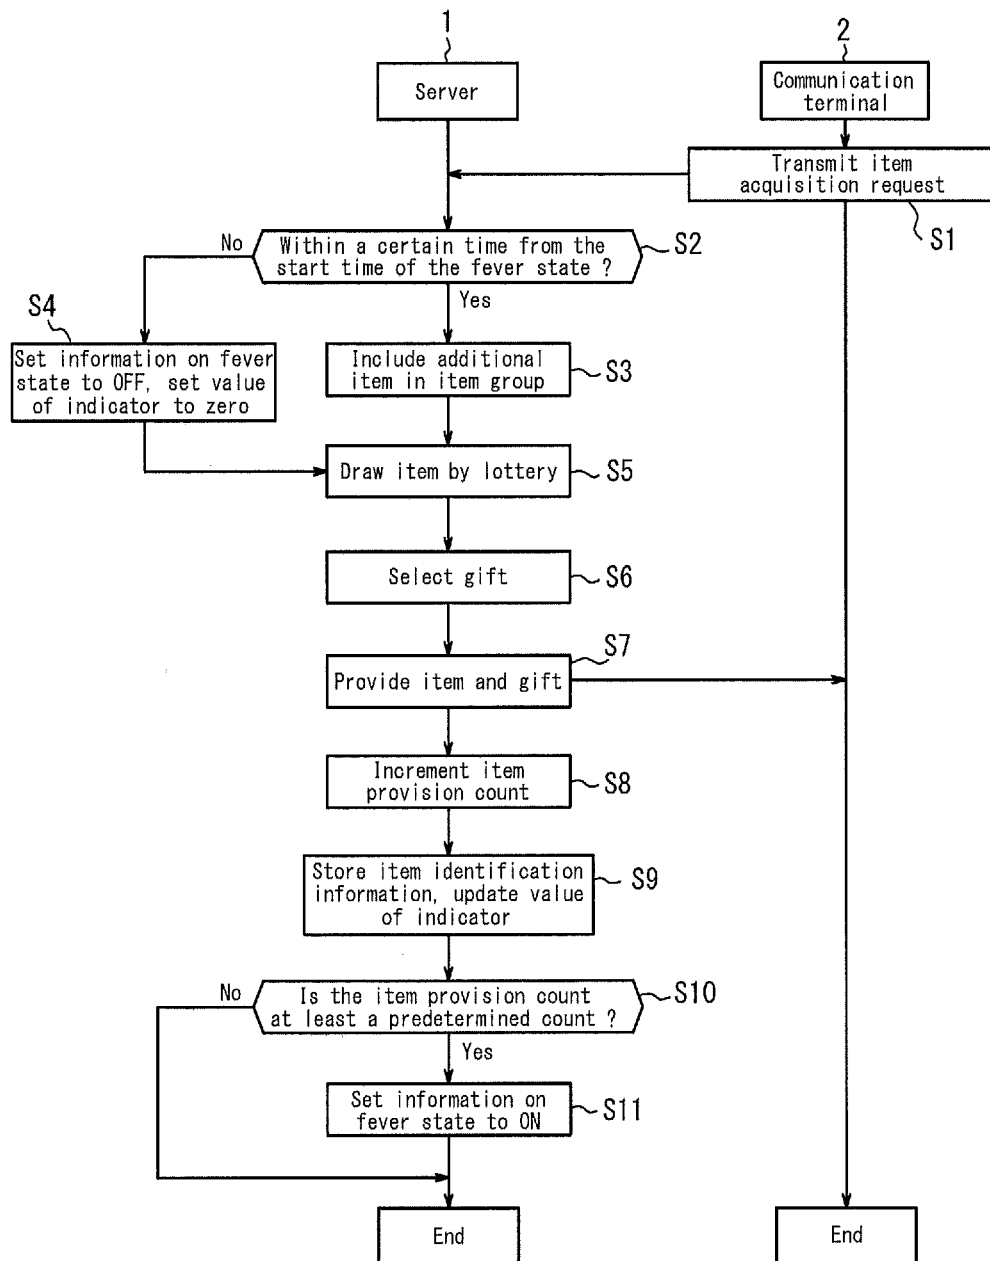 1
Server
2
Communication
terminal
Transmit item
acquisition request
S1
No
Within a certain time from the
start time of the fever state ?
S2
Yes
S4
Set information on fever
state to OFF, set value
of indicator to zero
Include additional
item in item group
S3
Draw item by lottery
S5
Select gift
S6
S7
Provide item and gift
Increment item
provision count
S8
Store item identification
information, update value
of indicator
S9
No
Is the item provision count
at least a predetermined count ?
S10
Yes
Set information on
fever state to ON
S11
End
End